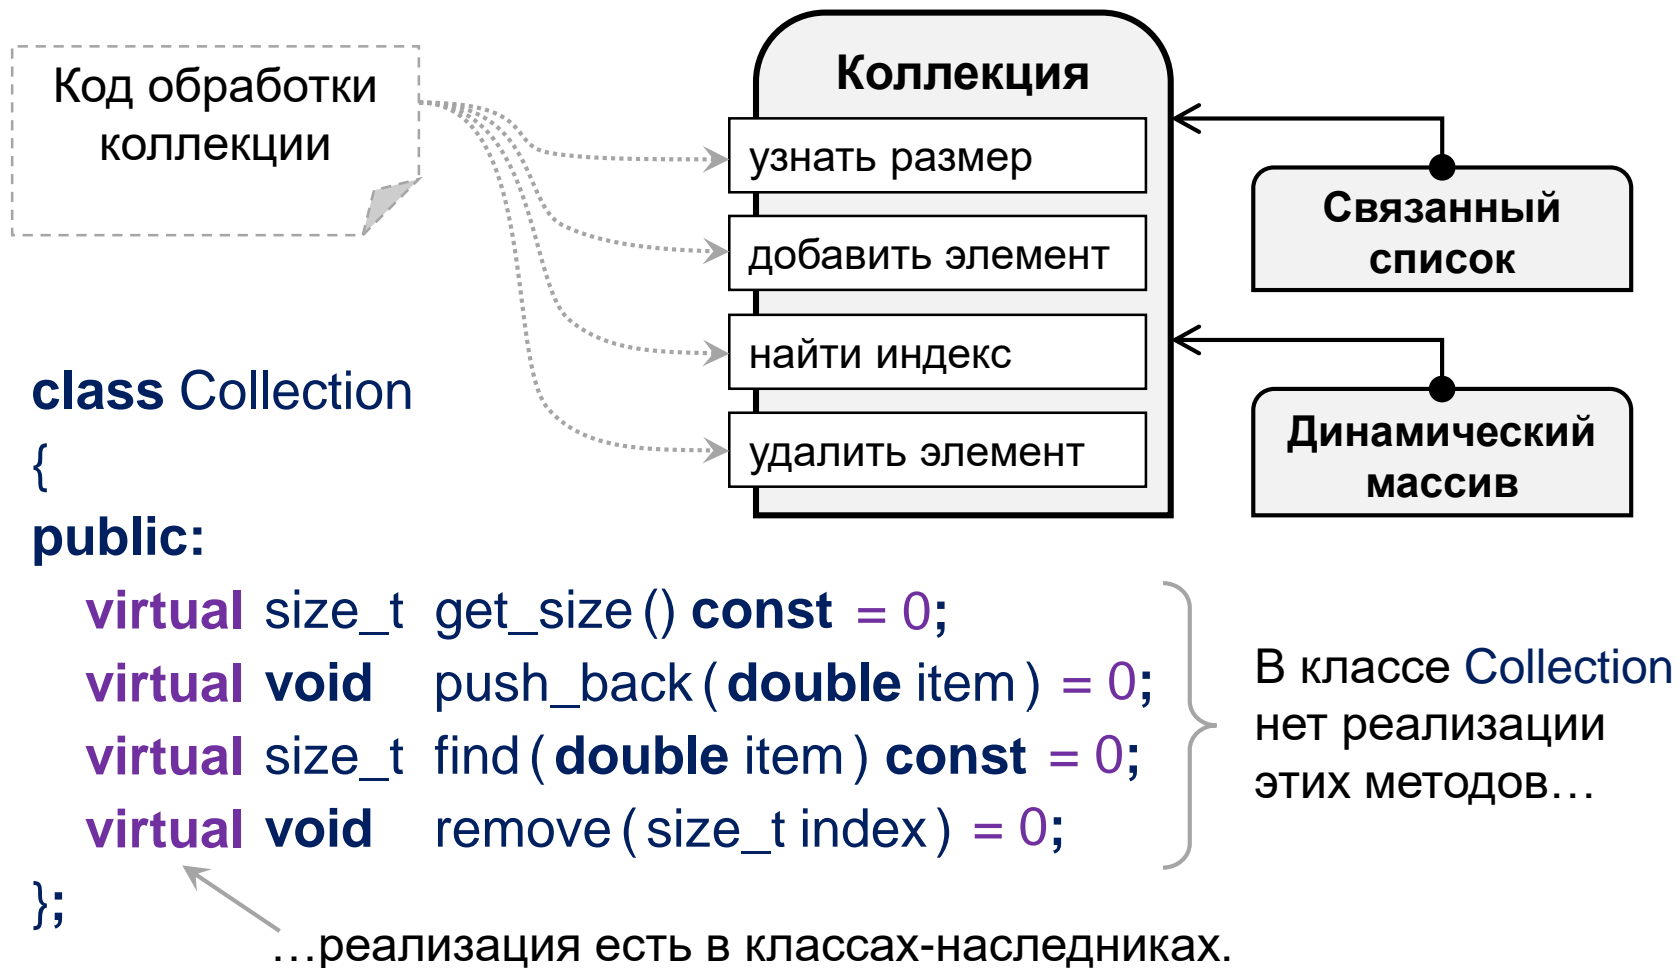 Код обработки
коллекции
Коллекция
узнать размер
добавить элемент
найти индекс
удалить элемент
Связанный
список
Динамический
массив
class Collection
{
public:
virtual size_t get_size() const = 0;
virtual void push_back(double item) = 0;
virtual size_t find(double item) const = 0;
virtual void remove(size_t index) = 0;
};
В классе Collection
нет реализации
этих методов…
…реализация есть в классах-наследниках.